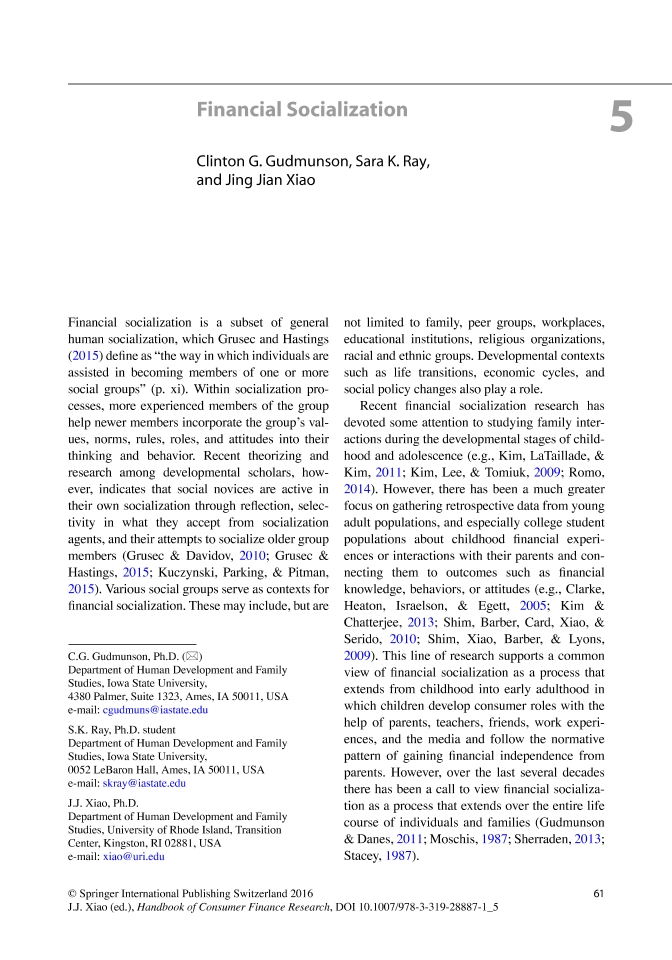 Financial Socialization
5
Clinton G. Gudmunson, Sara K. Ray,
and Jing Jian Xiao
Financial socialization is a subset of general
human socialization, which Grusec and Hastings
(2015) define as “the way in which individuals are
assisted in becoming members of one or more
social groups” (p. xi). Within socialization pro-
cesses, more experienced members of the group
help newer members incorporate the group’s val-
ues, norms, rules, roles, and attitudes into their
thinking and behavior. Recent theorizing and
research among developmental scholars, how-
ever, indicates that social novices are active in
their own socialization through reflection, selec-
tivity in what they accept from socialization
agents, and their attempts to socialize older group
members (Grusec & Davidov, 2010; Grusec &
Hastings, 2015; Kuczynski, Parking, & Pitman,
2015). Various social groups serve as contexts for
financial socialization. These may include, but are
C.G. Gudmunson, Ph.D. (✉)
Department of Human Development and Family
Studies, Iowa State University,
4380 Palmer, Suite 1323, Ames, IA 50011, USA
e-mail: cgudmuns@iastate.edu
S.K. Ray, Ph.D. student
Department of Human Development and Family
Studies, Iowa State University,
0052 LeBaron Hall, Ames, IA 50011, USA
e-mail: skray@iastate.edu
J.J. Xiao, Ph.D.
Department of Human Development and Family
Studies, University of Rhode Island, Transition
Center, Kingston, RI 02881, USA
e-mail: xiao@uri.edu
not limited to family, peer groups, workplaces,
educational institutions, religious organizations,
racial and ethnic groups. Developmental contexts
such as life transitions, economic cycles, and
social policy changes also play a role.
Recent financial socialization research has
devoted some attention to studying family inter-
actions during the developmental stages of child-
hood and adolescence (e.g., Kim, LaTaillade, &
Kim, 2011; Kim, Lee, & Tomiuk, 2009; Romo,
2014). However, there has been a much greater
focus on gathering retrospective data from young
adult populations, and especially college student
populations about childhood financial experi-
ences or interactions with their parents and con-
necting them to outcomes such as financial
knowledge, behaviors, or attitudes (e.g., Clarke,
Heaton, Israelson, & Egett, 2005; Kim &
Chatterjee, 2013; Shim, Barber, Card, Xiao, &
Serido, 2010; Shim, Xiao, Barber, & Lyons,
2009). This line of research supports a common
view of financial socialization as a process that
extends from childhood into early adulthood in
which children develop consumer roles with the
help of parents, teachers, friends, work experi-
ences, and the media and follow the normative
pattern of gaining financial independence from
parents. However, over the last several decades
there has been a call to view financial socializa-
tion as a process that extends over the entire life
course of individuals and families (Gudmunson
& Danes, 2011; Moschis, 1987; Sherraden, 2013;
Stacey, 1987).
© Springer International Publishing Switzerland 2016
61
J.J. Xiao (ed.), Handbook of Consumer Finance Research, DOI 10.1007/978-3-319-28887-1_5